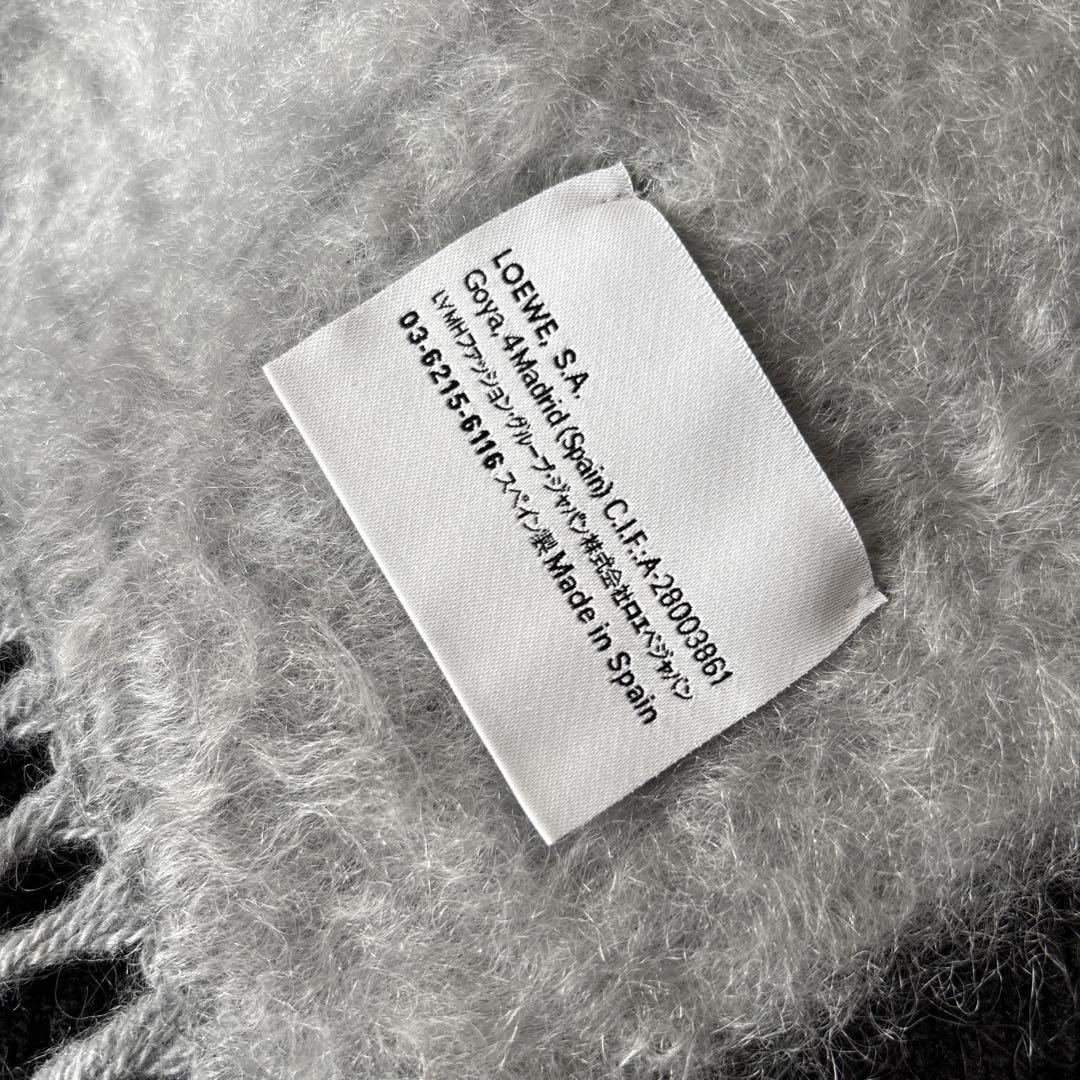 LOEWE, S.A.
Goya, 4 Madrid (Spain) C.I.F.:A-28003861
LVMHファッション・グループ・ジャパン株式会社ロエベジャパン
03-6215-6116 スペイン製 Made in Spain